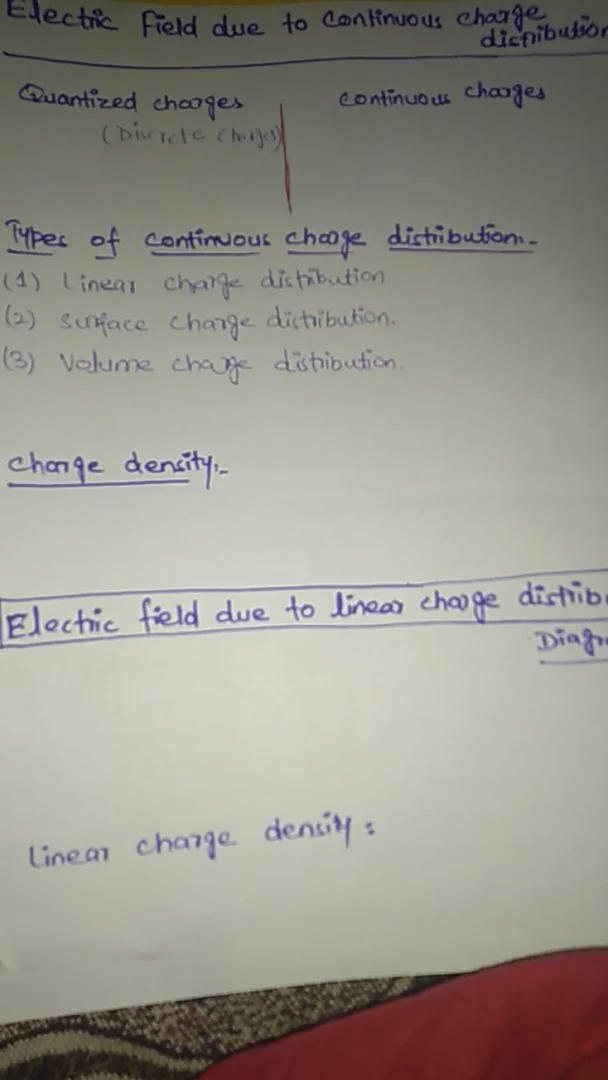 Electric field due to continuous charge
distribution
Quantized charges
continuous charges
(Discrete charges)
Types of continuous charge distribution:-
(1) Linear charge distribution
(2) surface charge distribution.
(3) Volume charge distribution.
charge density:-
Electric field due to linear charge distrib
Diagr
Linear charge density :